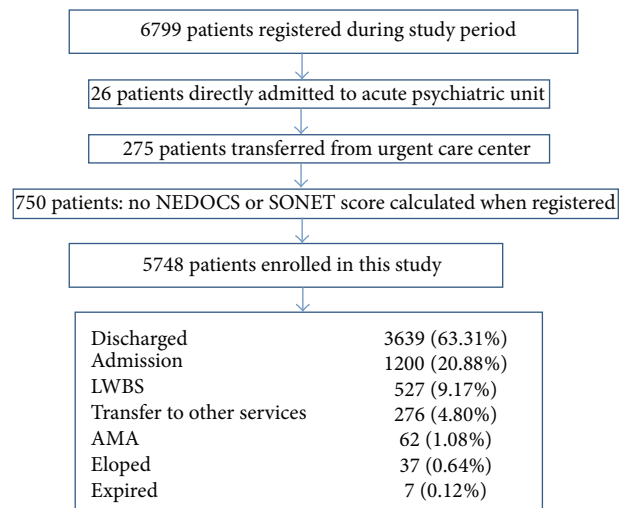 6799 patients registered during study period
26 patients directly admitted to acute psychiatric unit
275 patients transferred from urgent care center
750 patients: no NEDOCS or SONET score calculated when registered
5748 patients enrolled in this study
Discharged 3639 (63.31%)
Admission 1200 (20.88%)
LWBS 527 (9.17%)
Transfer to other services 276 (4.80%)
AMA 62 (1.08%)
Eloped 37 (0.64%)
Expired 7 (0.12%)